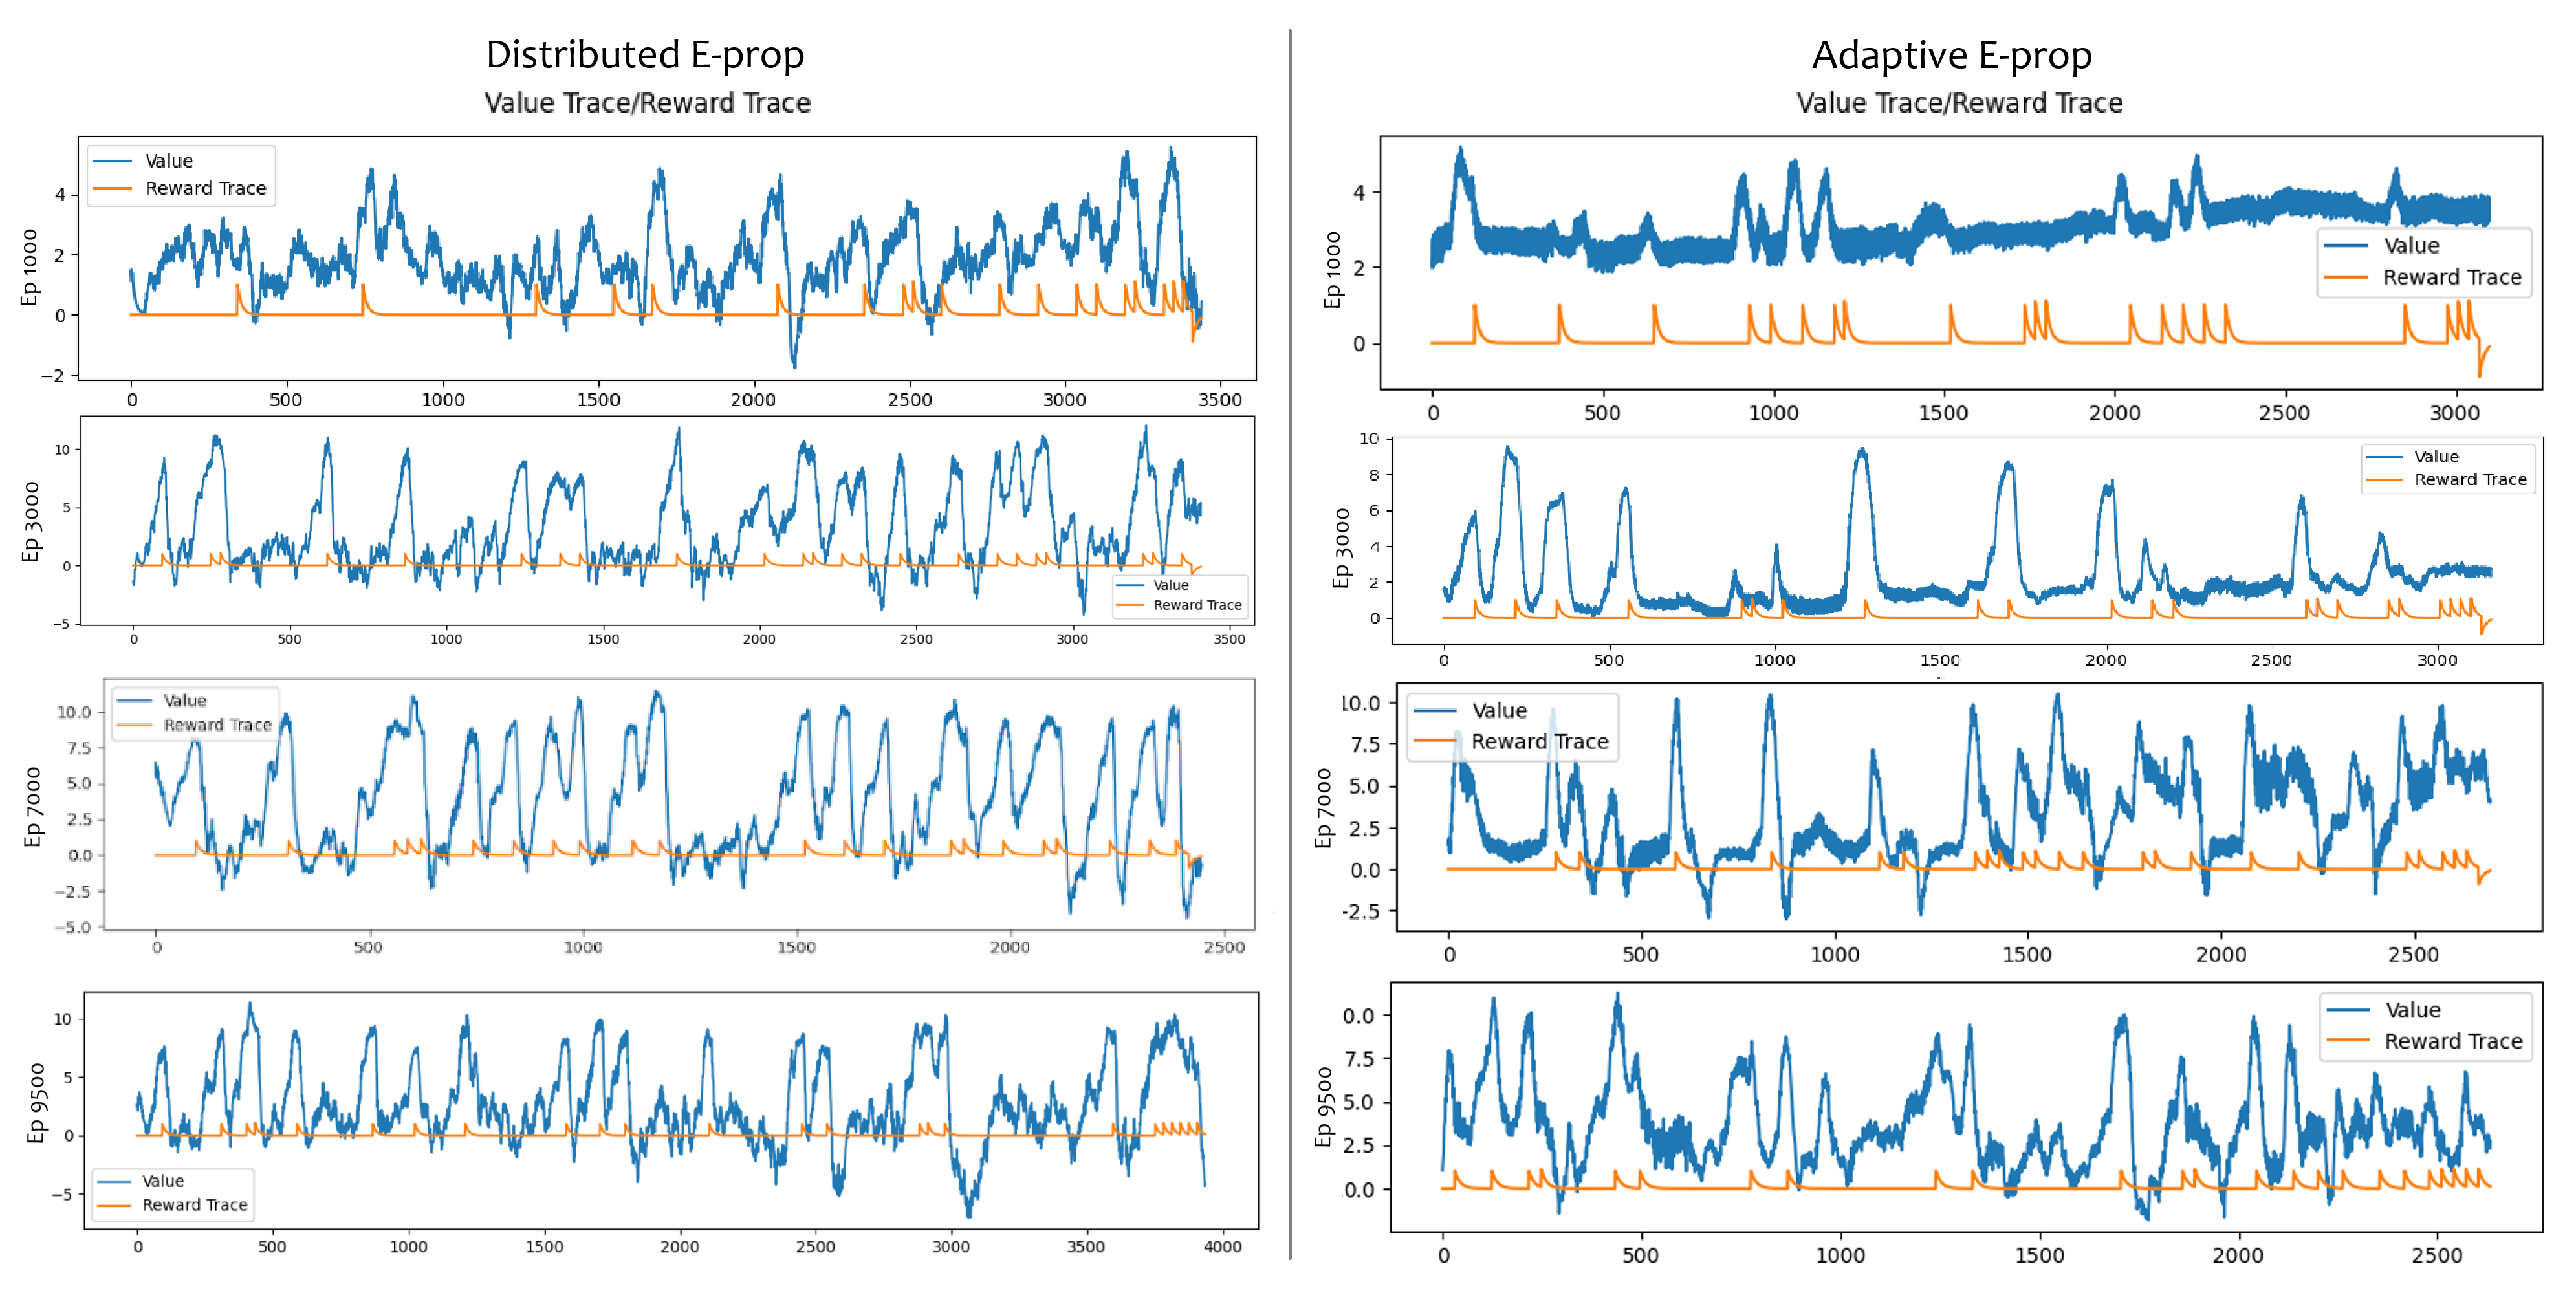 Distributed E-prop
Value Trace/Reward Trace
Ep 1000
Value
Reward Trace
4
2
0
−2
0 500 1000 1500 2000 2500 3000 3500
Ep 3000
10
5
0
−5
Value
Reward Trace
0 500 1000 1500 2000 2500 3000 3500
Ep 7000
Value
Reward Trace
10.0
7.5
5.0
2.5
0.0
−2.5
−5.0
0 500 1000 1500 2000 2500
Ep 9500
10
5
0
−5
Value
Reward Trace
0 500 1000 1500 2000 2500 3000 3500 4000
Adaptive E-prop
Value Trace/Reward Trace
Ep 1000
4
2
0
Value
Reward Trace
0 500 1000 1500 2000 2500 3000
Ep 3000
10
8
6
4
2
0
Value
Reward Trace
0 500 1000 1500 2000 2500 3000
Ep 7000
Value
Reward Trace
10.0
7.5
5.0
2.5
0.0
-2.5
0 500 1000 1500 2000 2500
Ep 9500
0.0
7.5
5.0
2.5
0.0
Value
Reward Trace
0 500 1000 1500 2000 2500